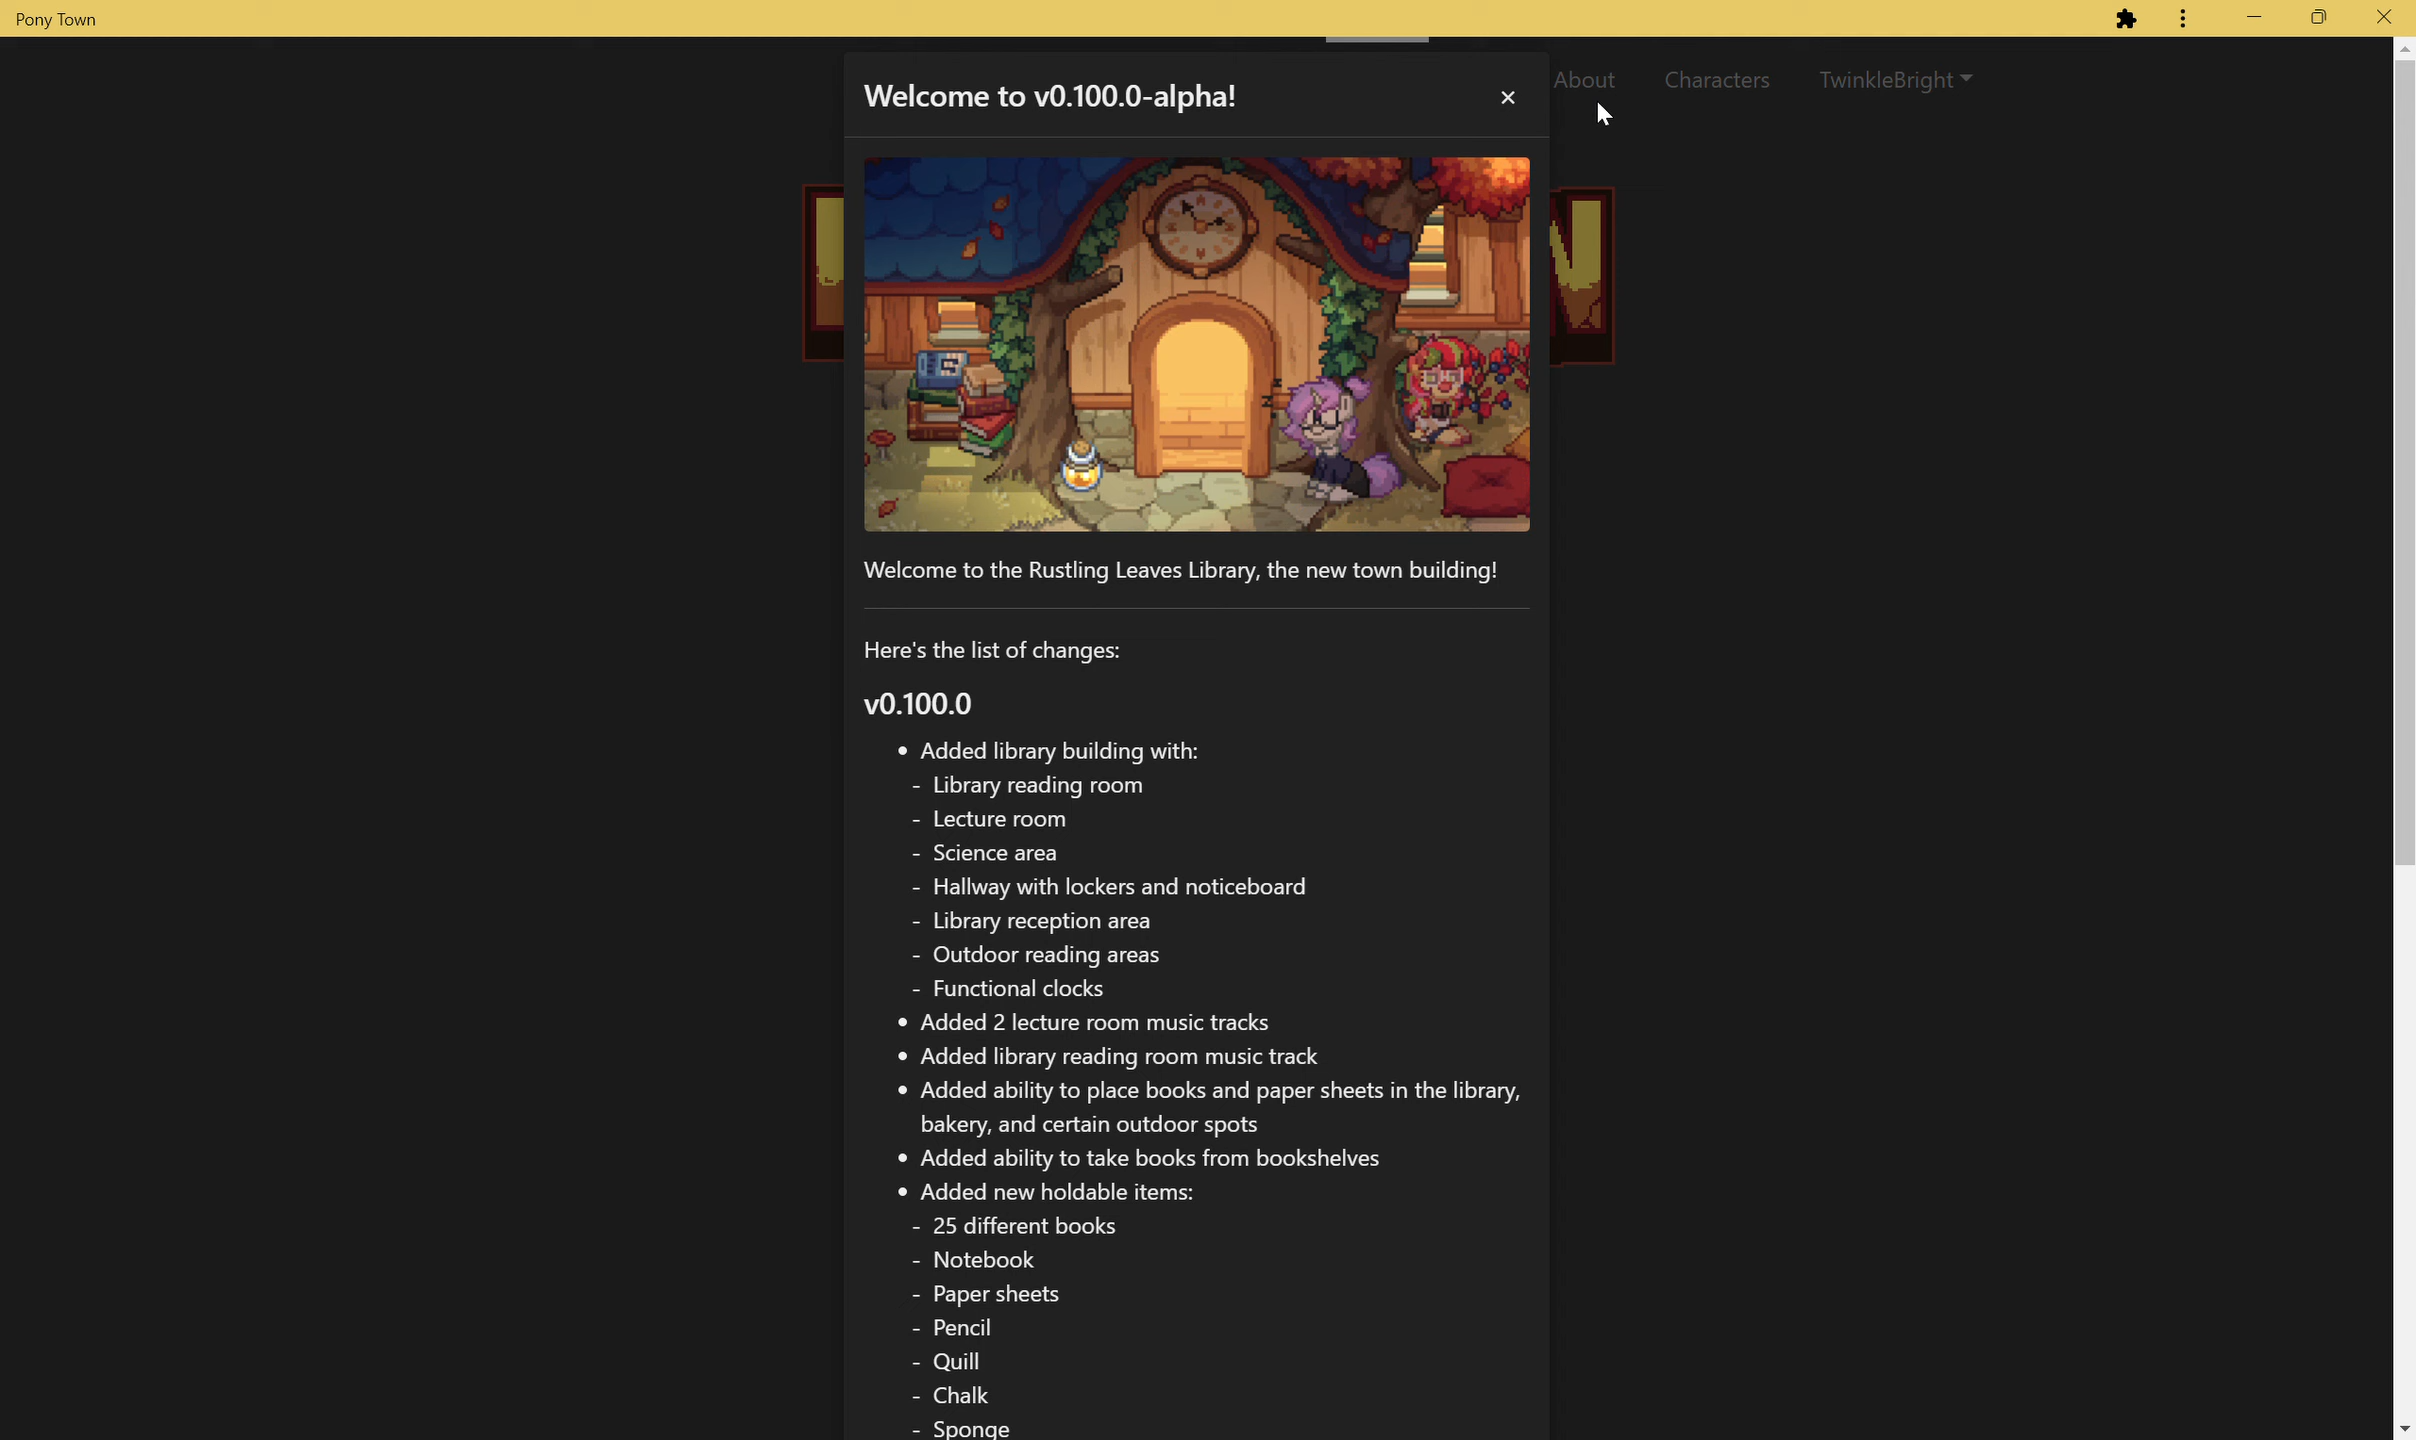 Pony Town
About
Characters
TwinkleBright
Welcome to v0.100.0-alpha!
Welcome to the Rustling Leaves Library, the new town building!
Here's the list of changes:
v0.100.0
• Added library building with:
- Library reading room
- Lecture room
- Science area
- Hallway with lockers and noticeboard
- Library reception area
- Outdoor reading areas
- Functional clocks
• Added 2 lecture room music tracks
• Added library reading room music track
• Added ability to place books and paper sheets in the library,
bakery, and certain outdoor spots
• Added ability to take books from bookshelves
• Added new holdable items:
- 25 different books
- Notebook
- Paper sheets
- Pencil
- Quill
- Chalk
- Sponge